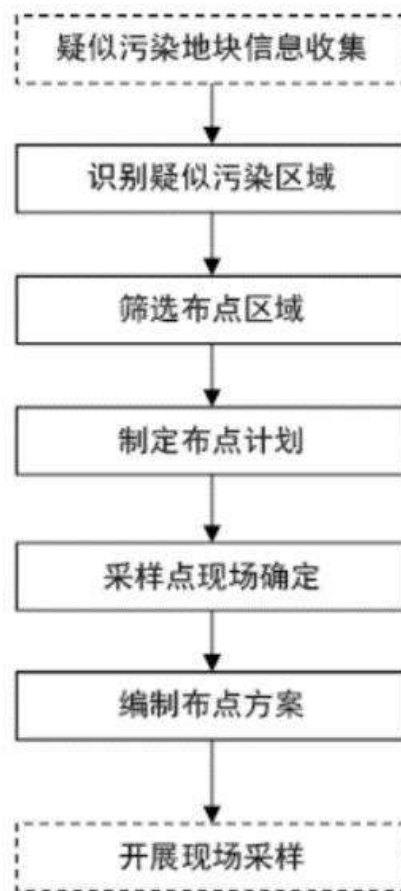 疑似污染地块信息收集
识别疑似污染区域
筛选布点区域
制定布点计划
采样点现场确定
编制布点方案
开展现场采样